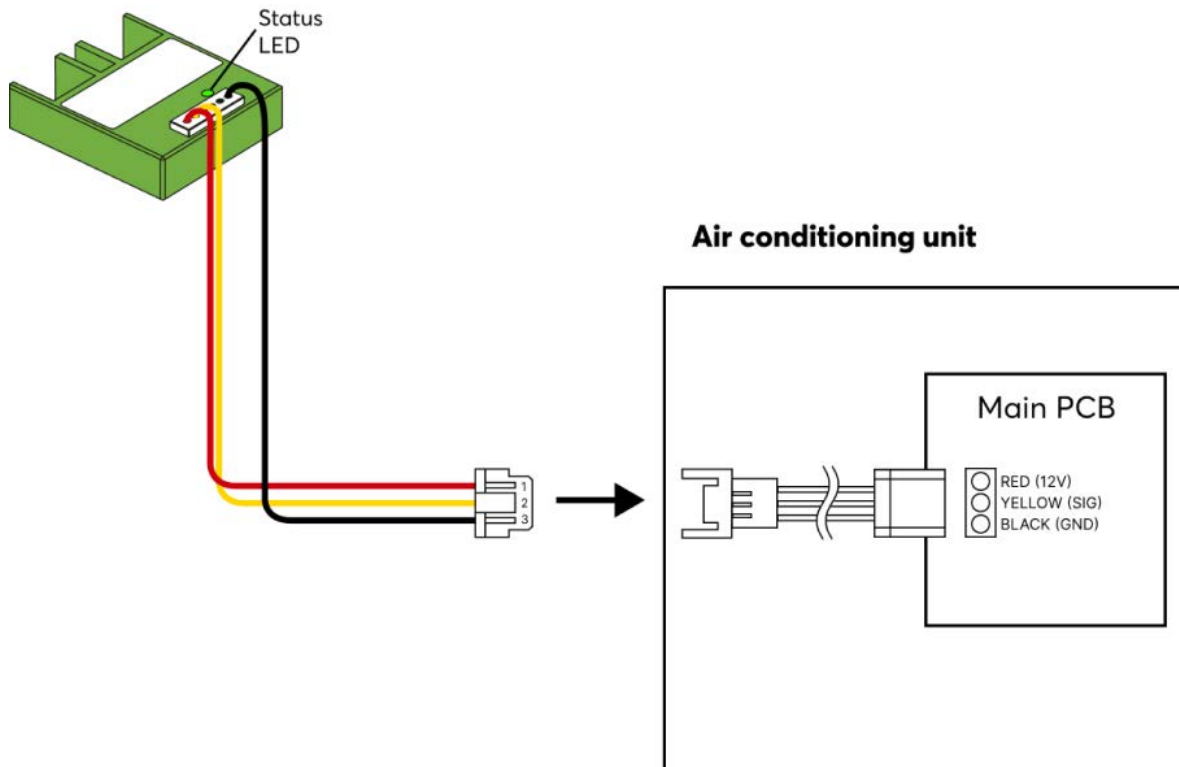 Status
LED
Air conditioning unit
Main PCB
RED (12V)
YELLOW (SIG)
BLACK (GND)
1
2
3